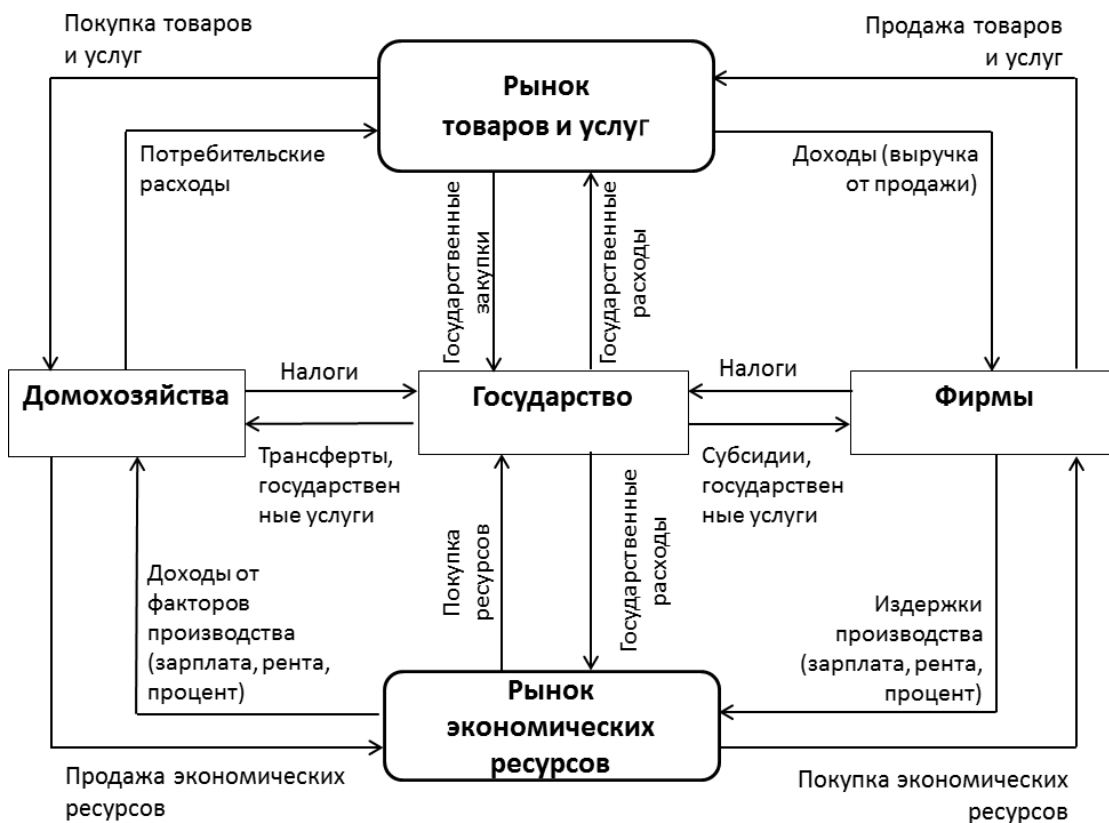 Покупка товаров
и услуг
Продажа товаров
и услуг
Рынок
товаров и услуг
Потребительские
расходы
Доходы (выручка
от продажи)
Государственные
закупки
Государственные
расходы
Домохозяйства
Налоги
Государство
Налоги
Фирмы
Трансферты,
государствен
ные услуги
Субсидии,
государствен
ные услуги
Покупка
ресурсов
Государственные
расходы
Доходы от
факторов
производства
(зарплата, рента,
процент)
Издержки
производства
(зарплата, рента,
процент)
Рынок
экономических
ресурсов
Продажа экономических
ресурсов
Покупка экономических
ресурсов